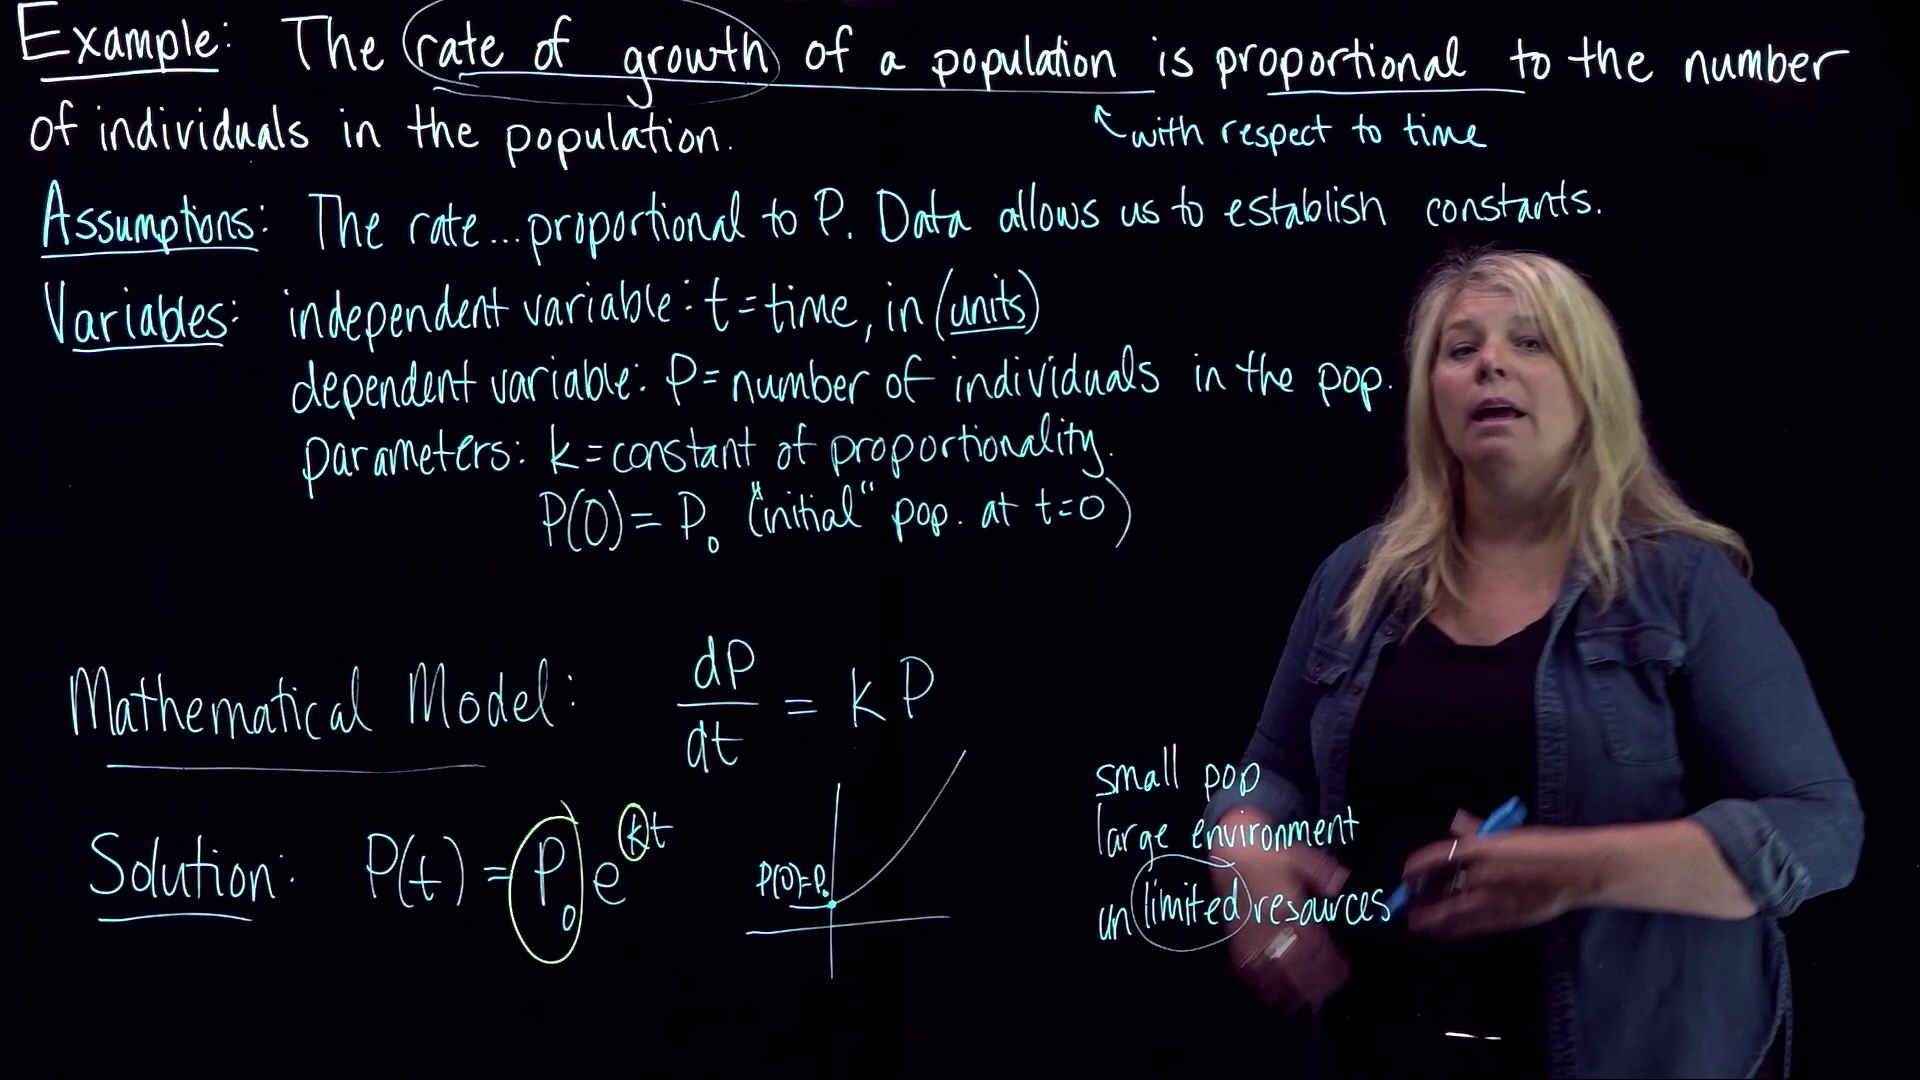 Example: The rate of growth of a population is proportional to the number
of individuals in the population.
↖with respect to time
Assumptions: The rate...proportional to P. Data allows us to establish constants.
Variables: independent variable: t=time, in (units)
dependent variable: P=number of individuals in the pop.
parameters: k=constant of proportionality.
P(0)=P₀ ("initial" pop. at t=0)
Mathematical Model: dP/dt = kP
Solution: P(t) = P₀ e^kt
P(0)=P₀
small pop
large environment
unlimited resources